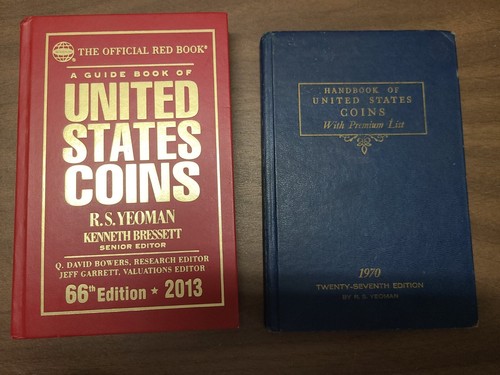 THE OFFICIAL RED BOOK®
A GUIDE BOOK OF
UNITED
STATES
COINS
R.S. YEOMAN
KENNETH BRESSETT
SENIOR EDITOR
Q. DAVID BOWERS, RESEARCH EDITOR
JEFF GARRETT, VALUATIONS EDITOR
66th Edition ★ 2013
HANDBOOK OF
UNITED STATES
COINS
With Premium List
1970
TWENTY-SEVENTH EDITION
BY R. S. YEOMAN